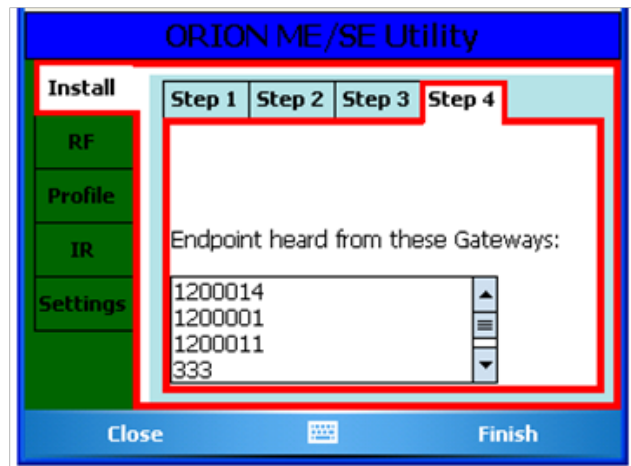 ORION ME/SE Utility
Install
Step 1 Step 2 Step 3 Step 4
RF
Profile
IR
Settings
Endpoint heard from these Gateways:
1200014
1200001
1200011
333
Close Finish